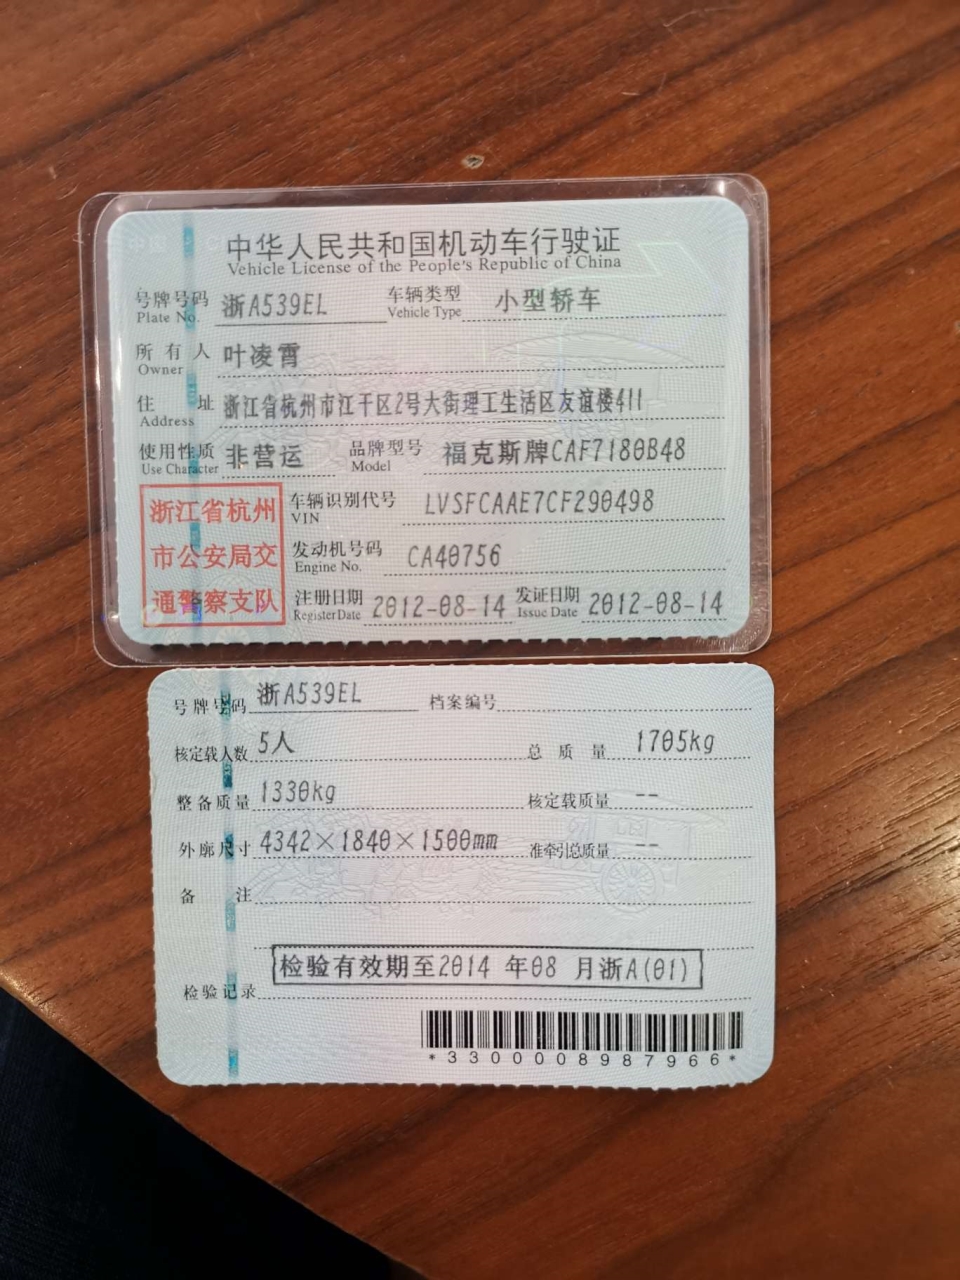 中华人民共和国机动车行驶证
Vehicle License of the People's Republic of China
号牌号码 浙A539EL 车辆类型 小型轿车
Plate No. Vehicle Type
所有人 叶凌霄
Owner
住址 浙江省杭州市江干区2号大街理工生活区友谊楼411
Address
使用性质 非营运 品牌型号 福克斯牌CAF7180B48
Use Character Model
浙江省杭州
市公安局交
通警察支队
车辆识别代号 LVSFCAAE7CF290498
VIN
发动机号码 CA40756
Engine No.
注册日期 2012-08-14 发证日期 2012-08-14
Register Date Issue Date
号牌号码 浙A539EL 档案编号
核定载人数 5人 总质量 1705kg
整备质量 1330kg 核定载质量 --
外廓尺寸 4342×1840×1500mm 准牵引总质量 --
备注
检验有效期至2014 年08 月浙A(01)
检验记录
*3300008987966*